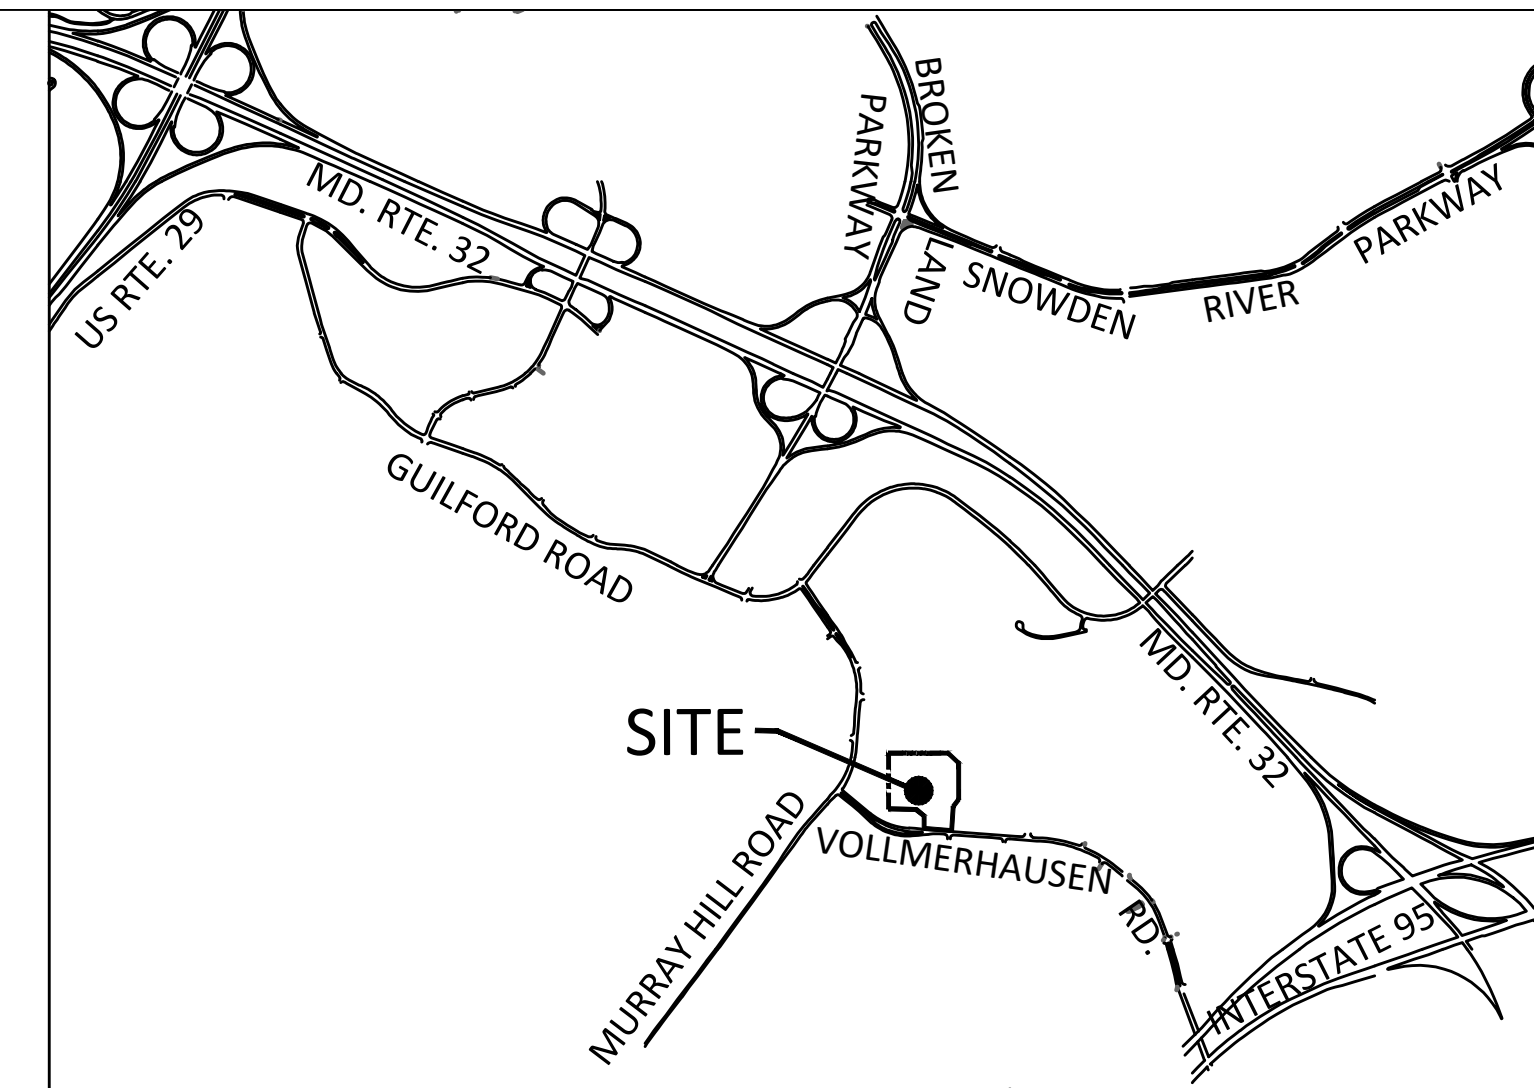 BROKEN
LAND
PARKWAY
MD. RTE. 32
US RTE. 29
SNOWDEN
RIVER
PARKWAY
GUILFORD ROAD
MD. RTE. 32
SITE
MURRAY HILL ROAD
VOLLMERHAUSEN
RD.
INTERSTATE 95